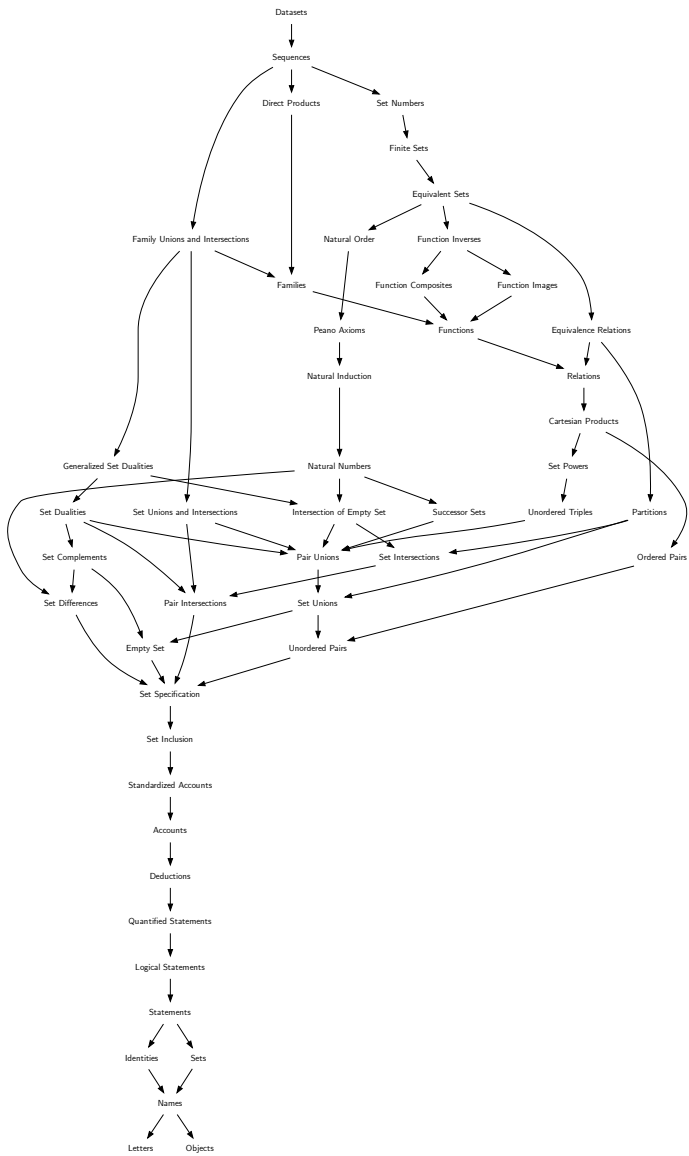 Datasets
Sequences
Direct Products
Set Numbers
Finite Sets
Equivalent Sets
Family Unions and Intersections
Natural Order
Function Inverses
Families
Function Composites
Function Images
Peano Axioms
Functions
Equivalence Relations
Natural Induction
Relations
Cartesian Products
Generalized Set Dualities
Natural Numbers
Set Powers
Set Dualities
Set Unions and Intersections
Intersection of Empty Set
Successor Sets
Unordered Triples
Partitions
Set Complements
Pair Unions
Set Intersections
Ordered Pairs
Set Differences
Pair Intersections
Set Unions
Empty Set
Unordered Pairs
Set Specification
Set Inclusion
Standardized Accounts
Accounts
Deductions
Quantified Statements
Logical Statements
Statements
Identities
Sets
Names
Letters
Objects